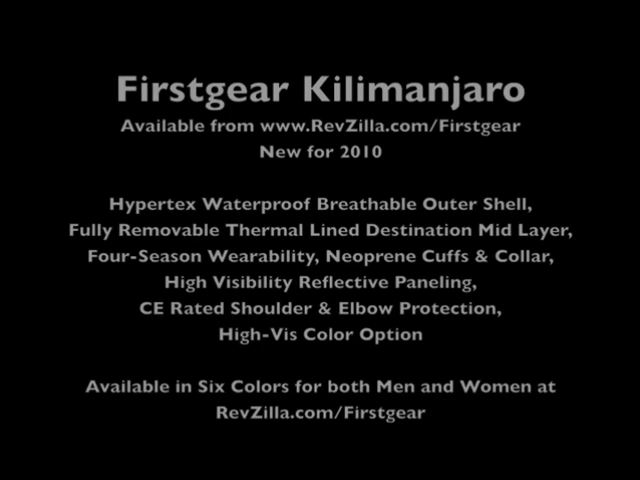 Firstgear Kilimanjaro
Available from www.RevZilla.com/Firstgear
New for 2010
Hypertex Waterproof Breathable Outer Shell,
Fully Removable Thermal Lined Destination Mid Layer,
Four-Season Wearability, Neoprene Cuffs & Collar,
High Visibility Reflective Paneling,
CE Rated Shoulder & Elbow Protection,
High-Vis Color Option
Available in Six Colors for both Men and Women at
RevZilla.com/Firstgear